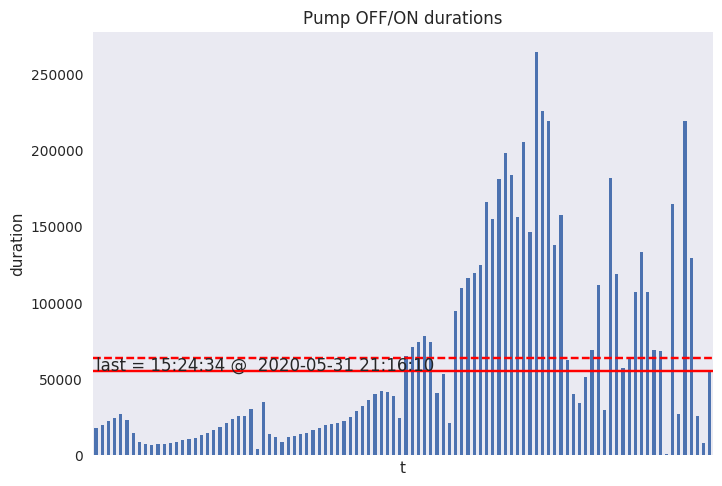 Pump OFF/ON durations
250000
200000
150000
100000
50000
0
duration
last = 15:24:34 @  2020-05-31 21:16:10
t